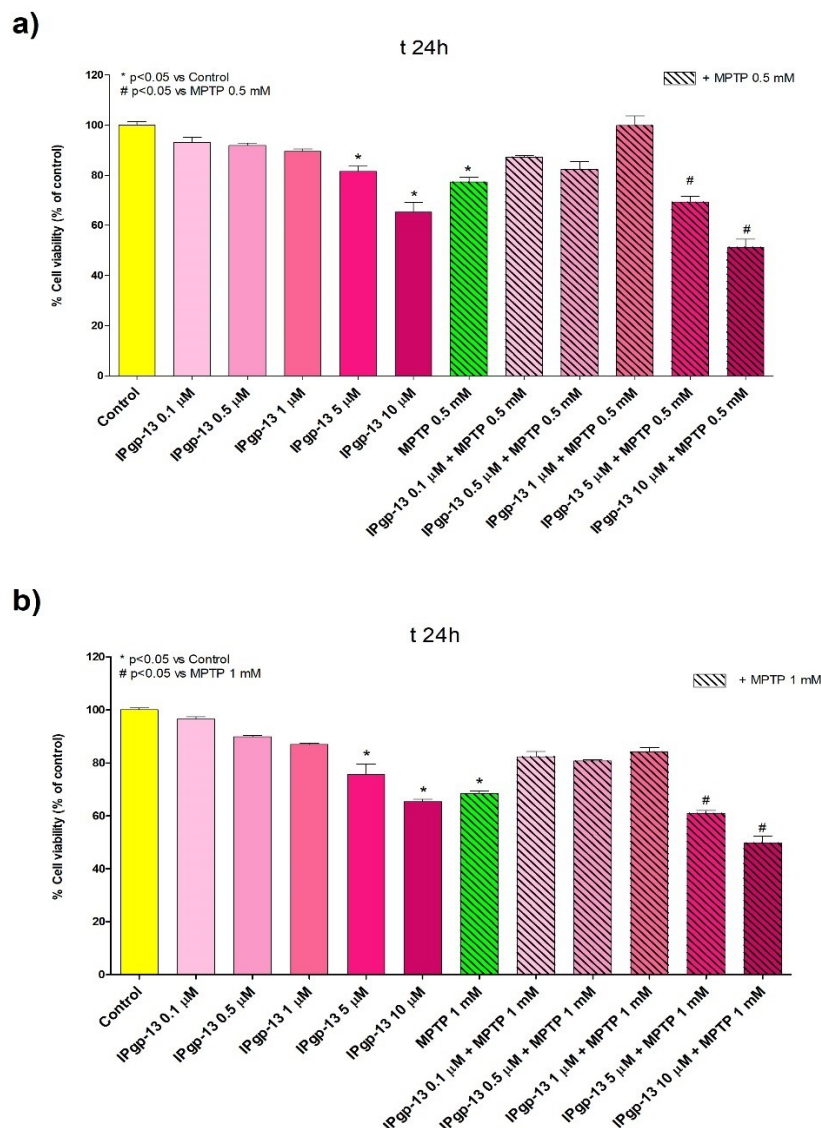 a)
t 24h
* p<0.05 vs Control
# p<0.05 vs MPTP 0.5 mM
+ MPTP 0.5 mM
% Cell viability (% of control)
120
100
80
60
40
20
0
* * * # #
Control
IPgp-13 0.1 μM
IPgp-13 0.5 μM
IPgp-13 1 μM
IPgp-13 5 μM
IPgp-13 10 μM
MPTP 0.5 mM
IPgp-13 0.1 μM + MPTP 0.5 mM
IPgp-13 0.5 μM + MPTP 0.5 mM
IPgp-13 1 μM + MPTP 0.5 mM
IPgp-13 5 μM + MPTP 0.5 mM
IPgp-13 10 μM + MPTP 0.5 mM
b)
t 24h
* p<0.05 vs Control
# p<0.05 vs MPTP 1 mM
+ MPTP 1 mM
% Cell viability (% of control)
120
100
80
60
40
20
0
* * * # #
Control
IPgp-13 0.1 μM
IPgp-13 0.5 μM
IPgp-13 1 μM
IPgp-13 5 μM
IPgp-13 10 μM
MPTP 1 mM
IPgp-13 0.1 μM + MPTP 1 mM
IPgp-13 0.5 μM + MPTP 1 mM
IPgp-13 1 μM + MPTP 1 mM
IPgp-13 5 μM + MPTP 1 mM
IPgp-13 10 μM + MPTP 1 mM